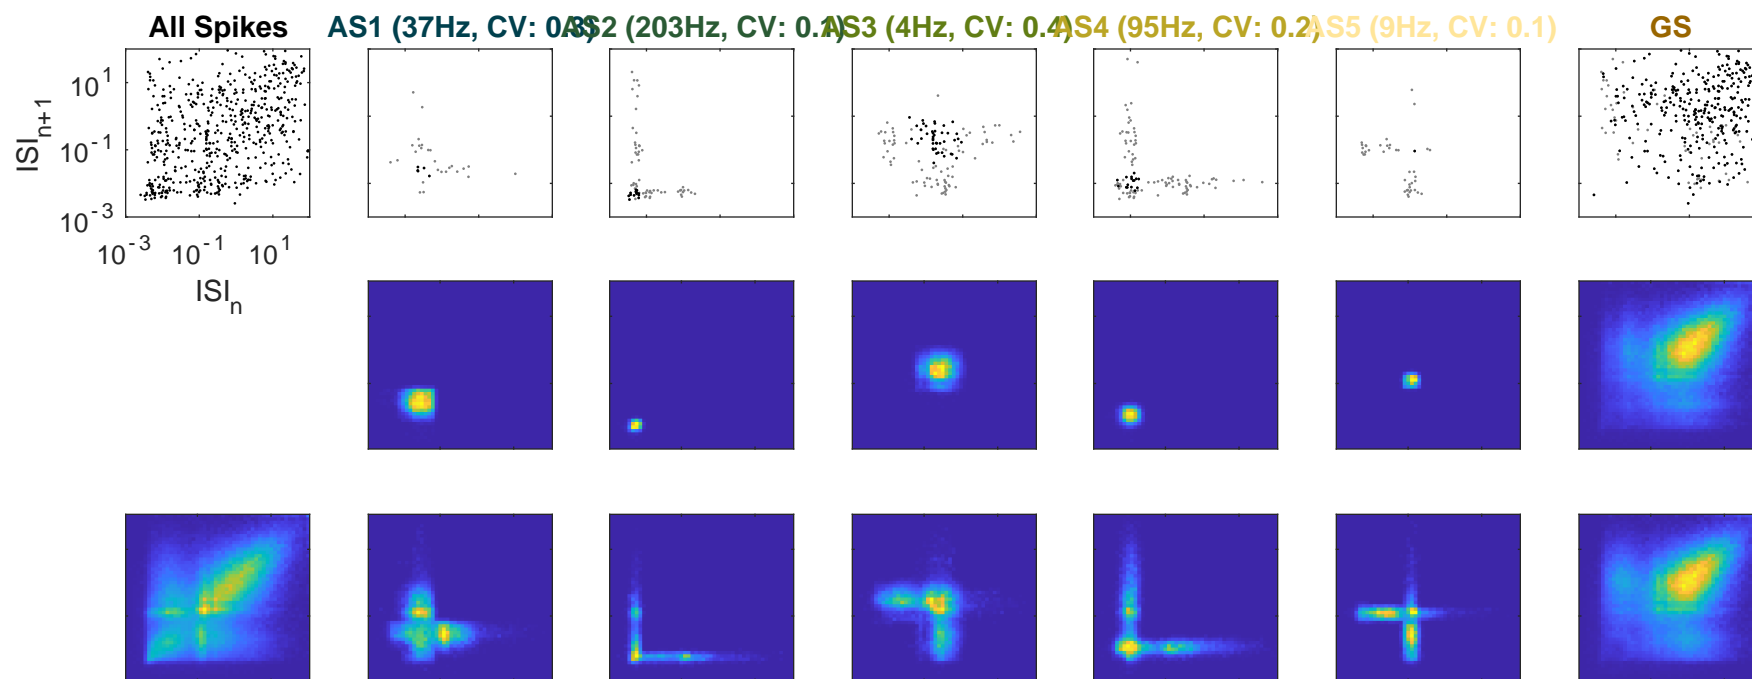 All Spikes
AS1 (37Hz, CV: 0.3)
AS2 (203Hz, CV: 0.1)
AS3 (4Hz, CV: 0.4)
AS4 (95Hz, CV: 0.2)
AS5 (9Hz, CV: 0.1)
GS
10^1
10^-1
10^-3
ISI_n+1
10^-3 10^-1 10^1
ISI_n